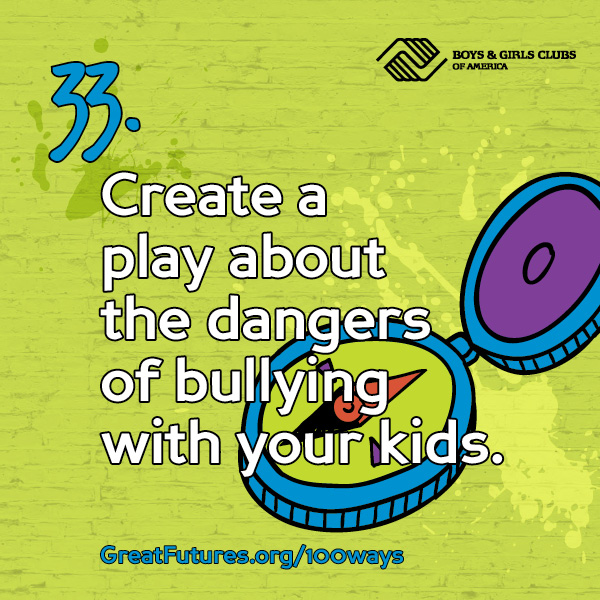 BOYS & GIRLS CLUBS
OF AMERICA
33.
Create a
play about
the dangers
of bullying
with your kids.
GreatFutures.org/100ways